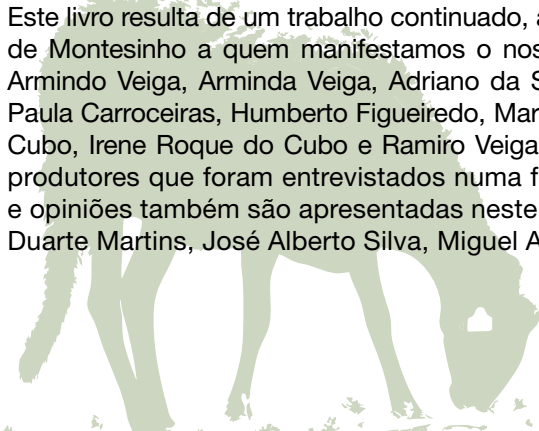 Este livro resulta de um trabalho continuado,
de Montesinho a quem manifestamos o nos
Armindo Veiga, Arminda Veiga, Adriano da S
Paula Carroceiras, Humberto Figueiredo, Mar
Cubo, Irene Roque do Cubo e Ramiro Veiga
produtores que foram entrevistados numa f
e opiniões também são apresentadas neste
Duarte Martins, José Alberto Silva, Miguel A